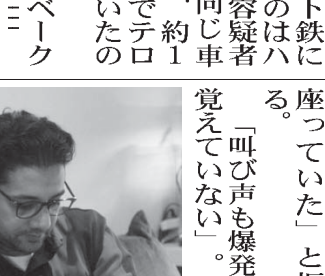 下鉄に
のはハ
容疑者
同じ車
、約1
でテロ
いたの
ベーク
座っていた」と
る。
「叫び声も爆発
覚えていない」。